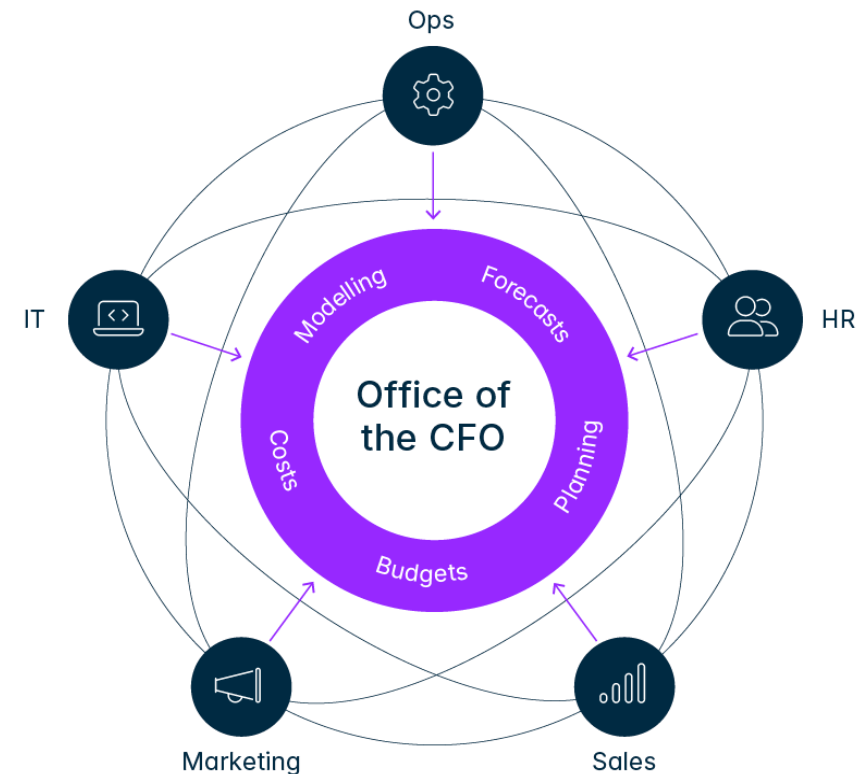 Ops
IT
HR
Modelling
Forecasts
Office of
the CFO
Costs
Planning
Budgets
Marketing
Sales